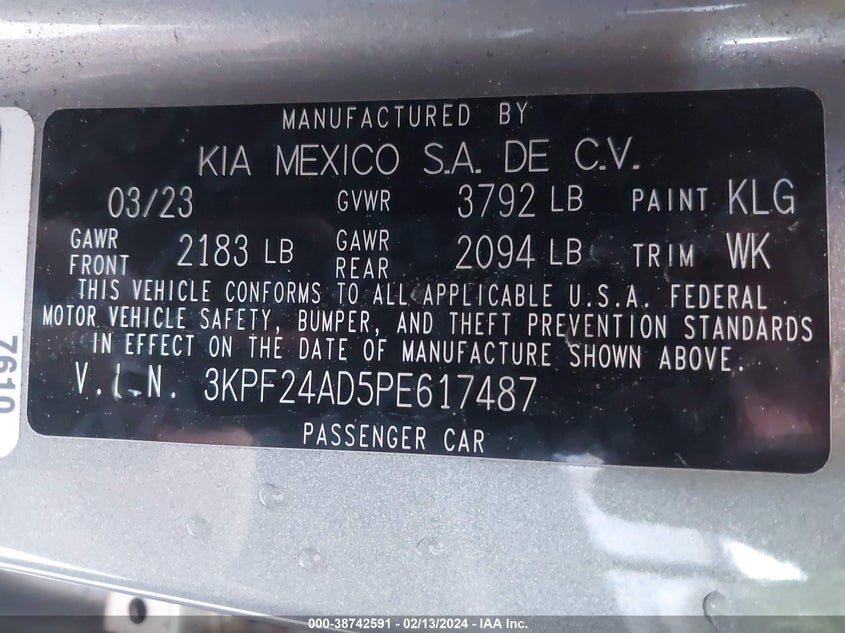 MANUFACTURED BY
KIA MEXICO S.A. DE C.V.
03/23 GVWR 3792 LB PAINT KLG
GAWR FRONT 2183 LB GAWR REAR 2094 LB TRIM WK
THIS VEHICLE CONFORMS TO ALL APPLICABLE U.S.A. FEDERAL
MOTOR VEHICLE SAFETY, BUMPER, AND THEFT PREVENTION STANDARDS
IN EFFECT ON THE DATE OF MANUFACTURE SHOWN ABOVE.
V.I.N. 3KPF24AD5PE617487
PASSENGER CAR
7610
000-38742591 - 02/13/2024 - IAA Inc.